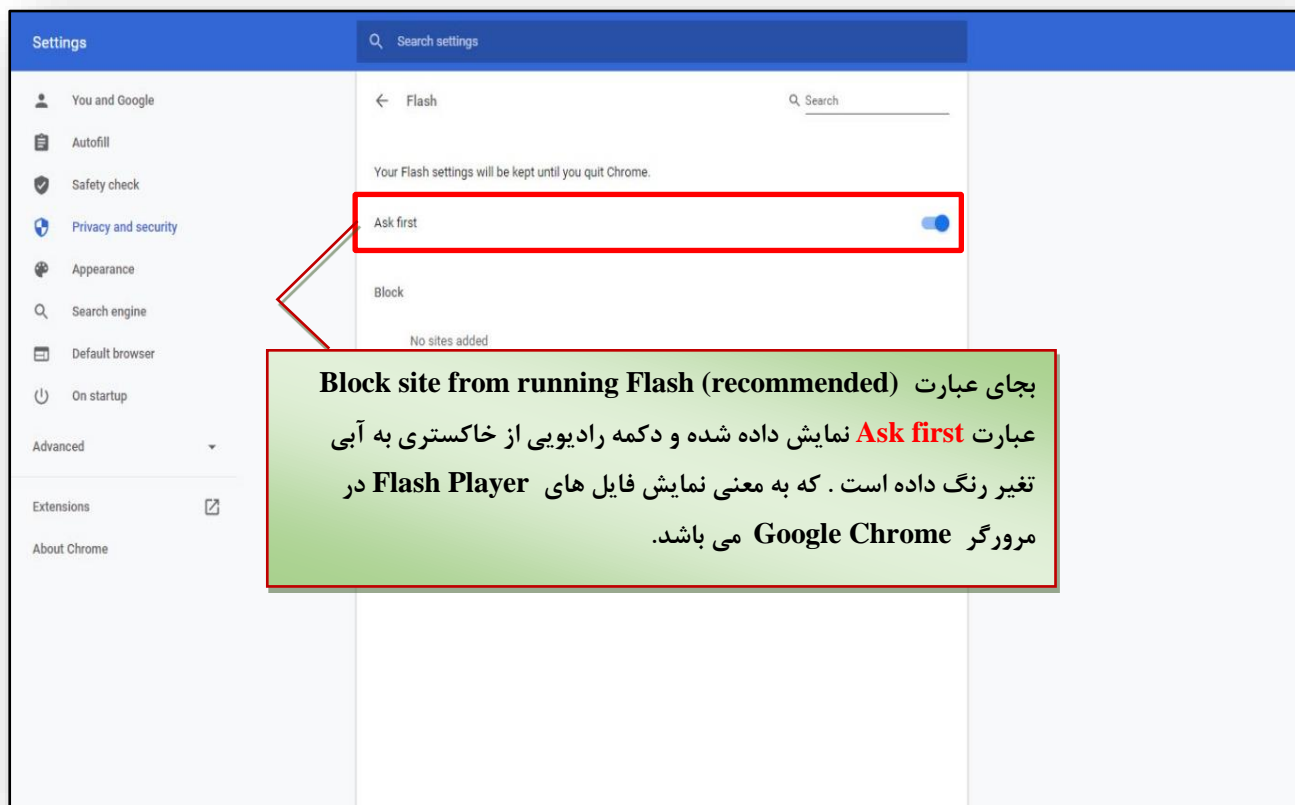 Settings
Search settings
You and Google
Autofill
Safety check
Privacy and security
Appearance
Search engine
Default browser
On startup
Advanced
Extensions
About Chrome
Flash
Search
Your Flash settings will be kept until you quit Chrome.
Ask first
Block
No sites added
بجای عبارت Block site from running Flash (recommended)
عبارت Ask first نمایش داده شده و دکمه رادیویی از خاکستری به آبی
تغیر رنگ داده است . که به معنی نمایش فایل های Flash Player در
مرورگر Google Chrome می باشد.